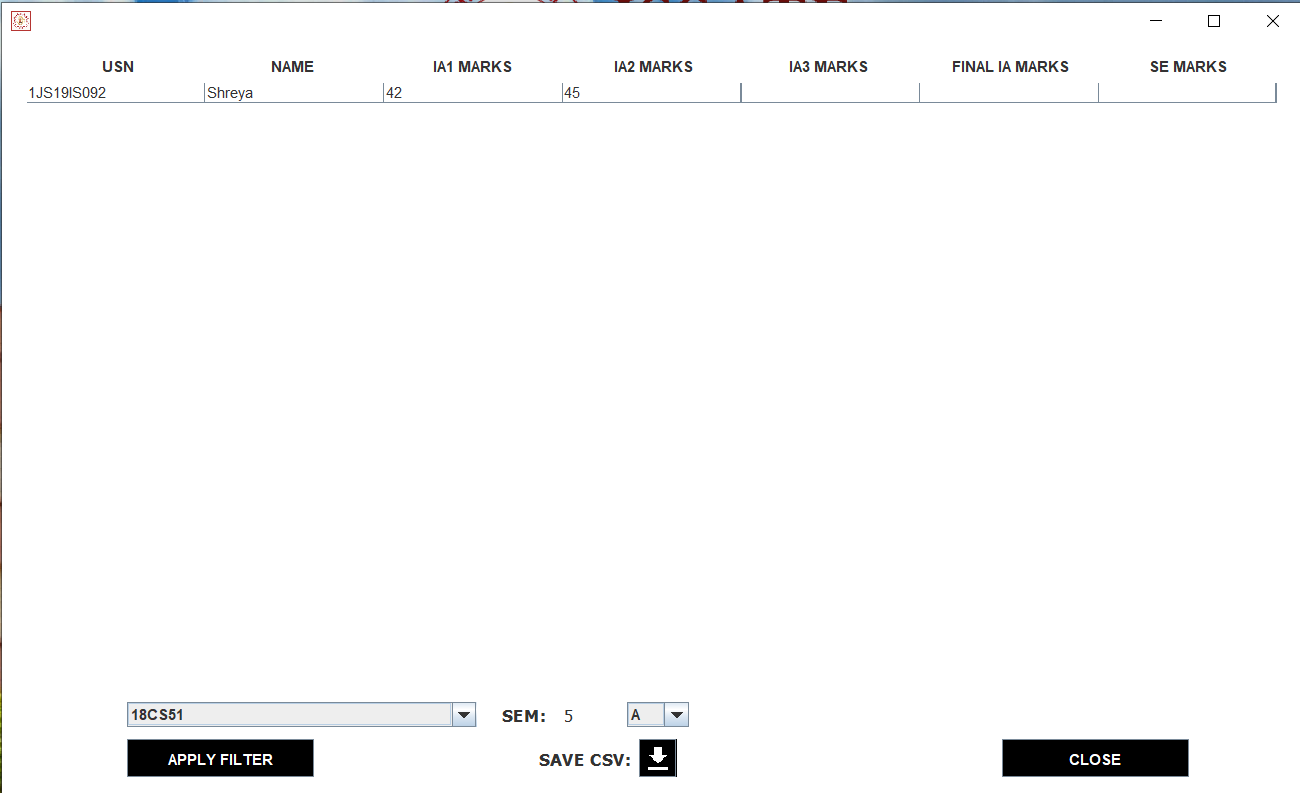 USN NAME IA1 MARKS IA2 MARKS IA3 MARKS FINAL IA MARKS SE MARKS
1JS19IS092 Shreya 42 45
18CS51 SEM: 5 A
APPLY FILTER SAVE CSV: CLOSE